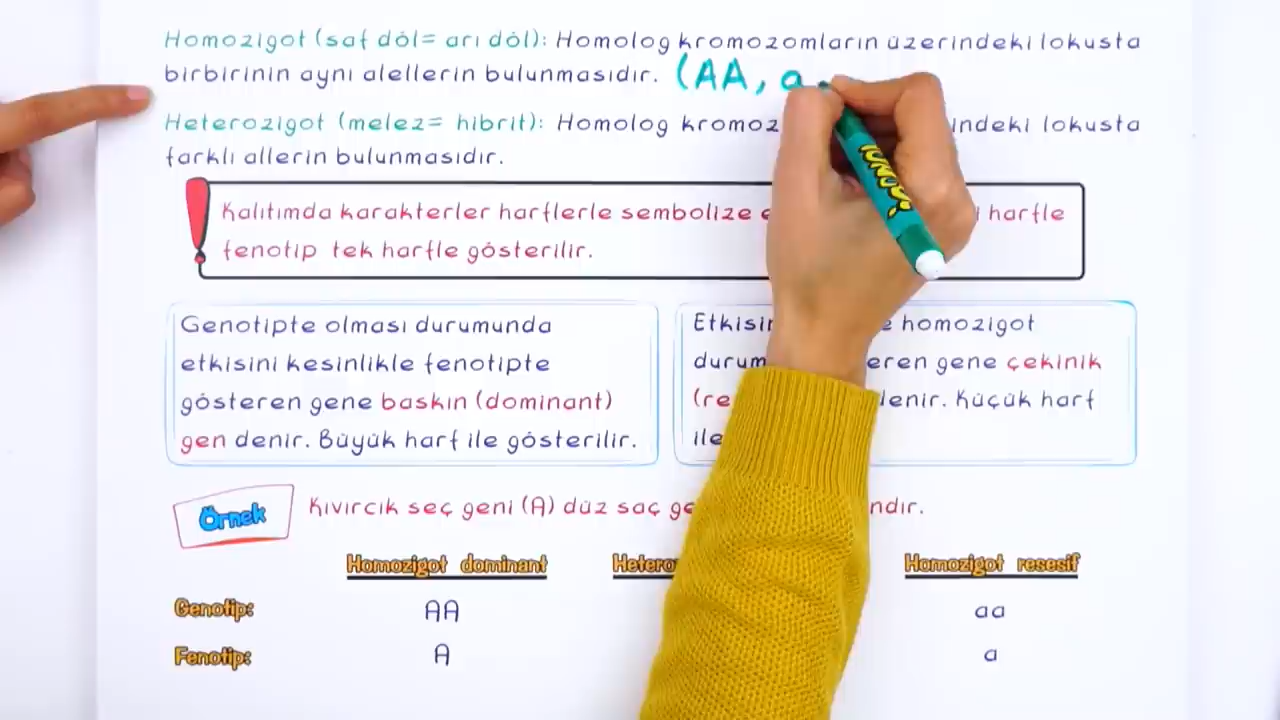 Homozigot (saf döl= arı döl): Homolog kromozomların üzerindeki lokusta
birbirinin aynı alellerin bulunmasıdır. (AA, a
Heterozigot (melez= hibrit): Homolog kromoz indeki lokusta
farklı allerin bulunmasıdır.
Kalıtımda karakterler harflerle sembolize e i harfle
fenotip tek harfle gösterilir.
Genotipte olması durumunda
etkisini kesinlikle fenotipte
gösteren gene baskın (dominant)
gen denir. Büyük harf ile gösterilir.
Etkisin e homozigot
durum eren gene çekinik
(re denir. Küçük harf
ile
Örnek
Kıvırcık seç geni (A) düz saç ge ndır.
Homozigot dominant Hetero Homozigot resesif
Genotip: AA aa
Fenotip: A a